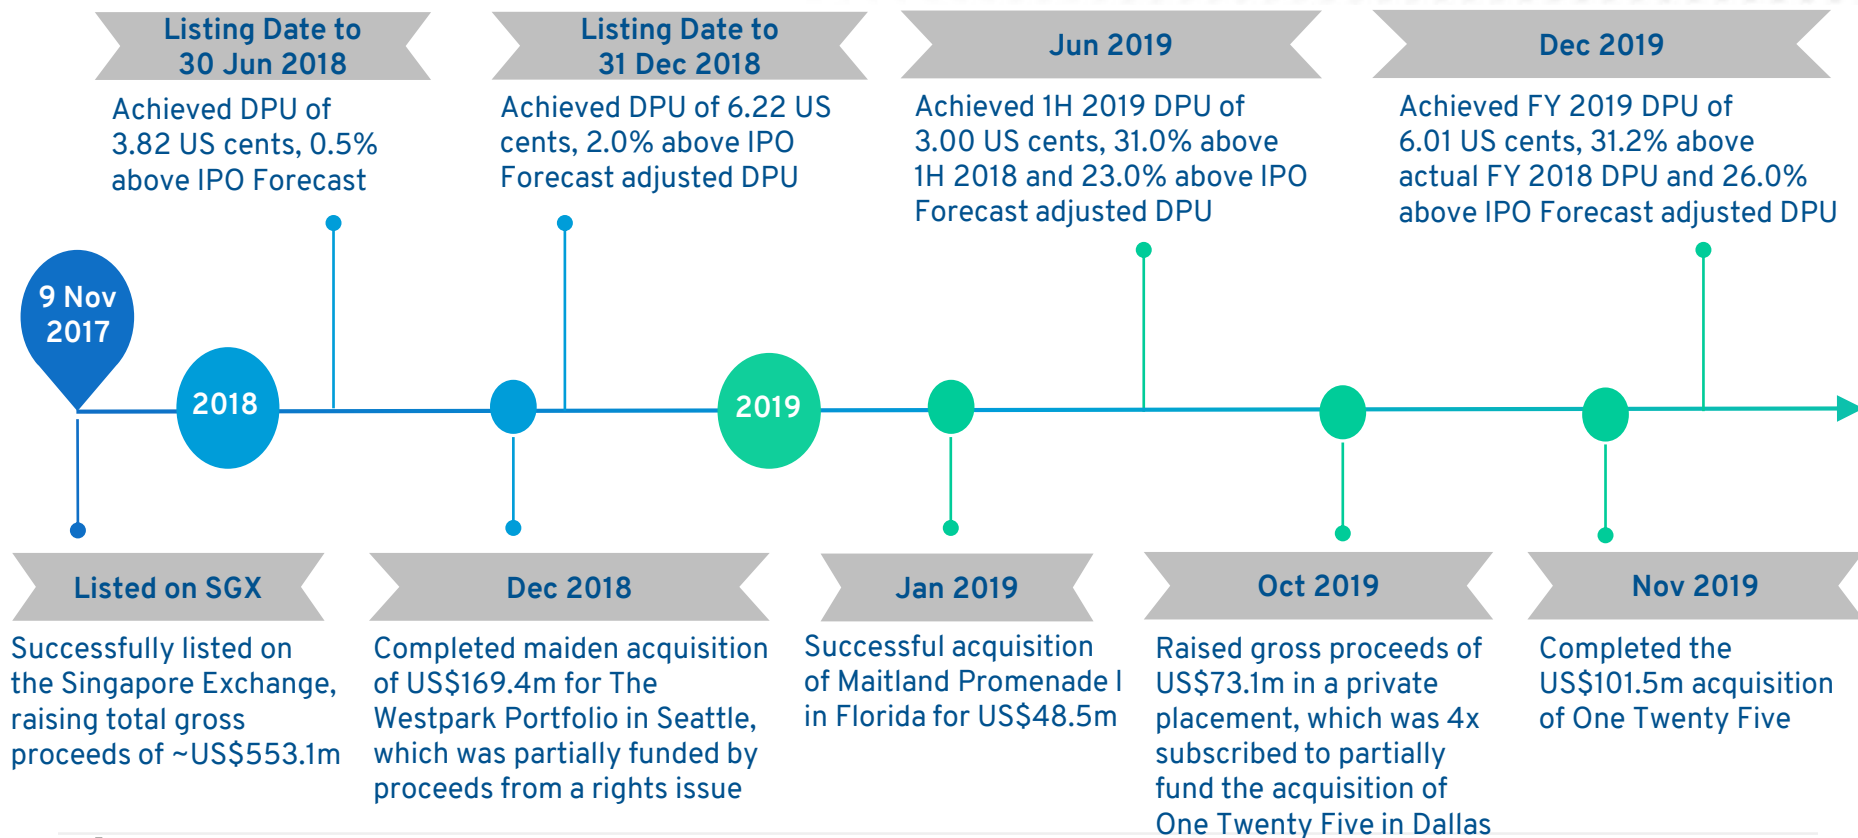 Listing Date to
30 Jun 2018
Achieved DPU of
3.82 US cents, 0.5%
above IPO Forecast
Listing Date to
31 Dec 2018
Achieved DPU of 6.22 US
cents, 2.0% above IPO
Forecast adjusted DPU
Jun 2019
Achieved 1H 2019 DPU of
3.00 US cents, 31.0% above
1H 2018 and 23.0% above IPO
Forecast adjusted DPU
Dec 2019
Achieved FY 2019 DPU of
6.01 US cents, 31.2% above
actual FY 2018 DPU and 26.0%
above IPO Forecast adjusted DPU
9 Nov
2017
2018
2019
Listed on SGX
Successfully listed on
the Singapore Exchange,
raising total gross
proceeds of ~US$553.1m
Dec 2018
Completed maiden acquisition
of US$169.4m for The
Westpark Portfolio in Seattle,
which was partially funded by
proceeds from a rights issue
Jan 2019
Successful acquisition
of Maitland Promenade I
in Florida for US$48.5m
Oct 2019
Raised gross proceeds of
US$73.1m in a private
placement, which was 4x
subscribed to partially
fund the acquisition of
One Twenty Five in Dallas
Nov 2019
Completed the
US$101.5m acquisition
of One Twenty Five